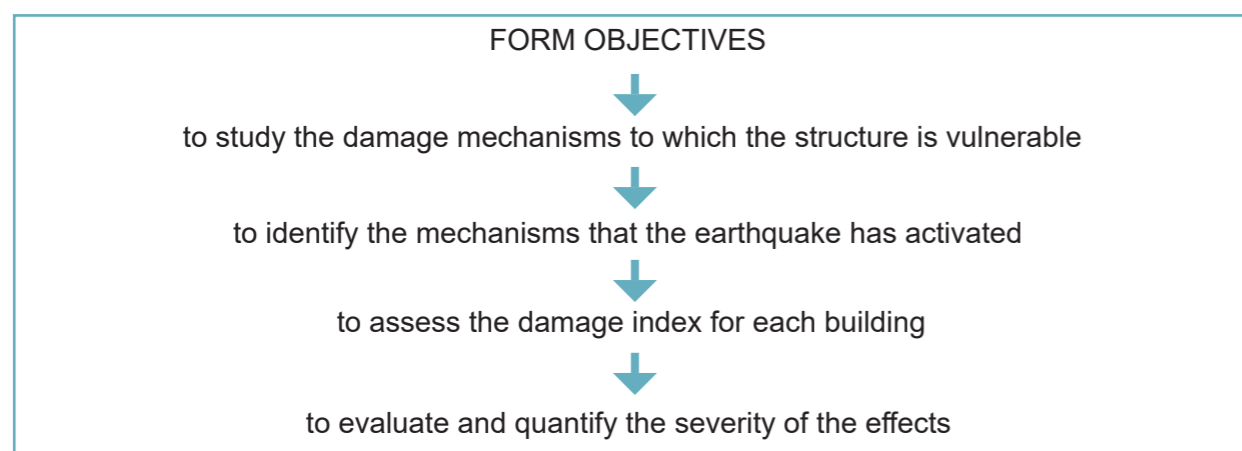 FORM OBJECTIVES
to study the damage mechanisms to which the structure is vulnerable
to identify the mechanisms that the earthquake has activated
to assess the damage index for each building
to evaluate and quantify the severity of the effects